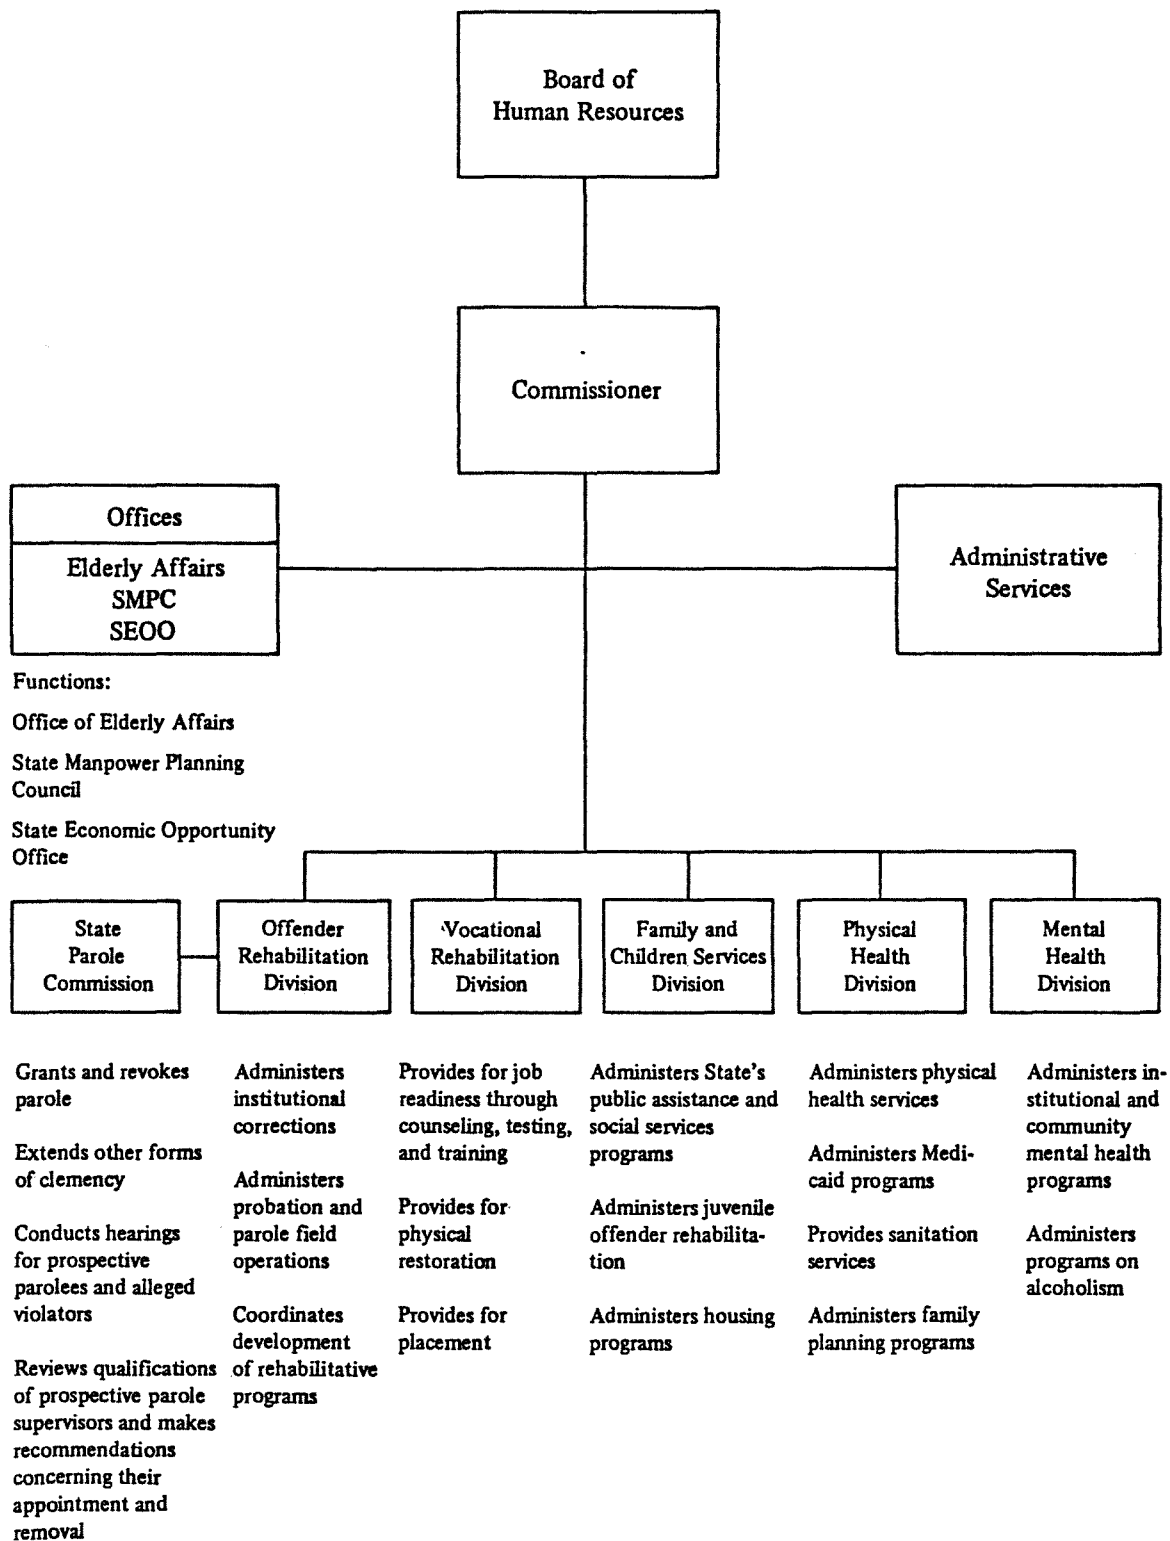 Board of
Human Resources
Commissioner
Offices
Elderly Affairs
SMPC
SEOO
Administrative
Services
Functions:
Office of Elderly Affairs
State Manpower Planning
Council
State Economic Opportunity
Office
State
Parole
Commission
Offender
Rehabilitation
Division
Vocational
Rehabilitation
Division
Family and
Children Services
Division
Physical
Health
Division
Mental
Health
Division
Grants and revokes
parole
Extends other forms
of clemency
Conducts hearings
for prospective
parolees and alleged
violators
Reviews qualifications
of prospective parole
supervisors and makes
recommendations
concerning their
appointment and
removal
Administers
institutional
corrections
Administers
probation and
parole field
operations
Coordinates
development
of rehabilitative
programs
Provides for job
readiness through
counseling, testing,
and training
Provides for
physical
restoration
Provides for
placement
Administers State's
public assistance and
social services
programs
Administers juvenile
offender rehabilita-
tion
Administers housing
programs
Administers physical
health services
Administers Medi-
caid programs
Provides sanitation
services
Administers family
planning programs
Administers in-
stitutional and
community
mental health
programs
Administers
programs on
alcoholism